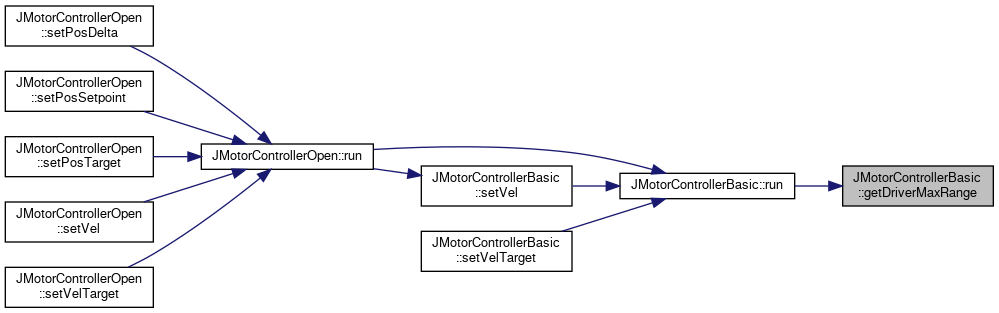 JMotorControllerOpen
::setPosDelta
JMotorControllerOpen
::setPosSetpoint
JMotorControllerOpen
::setPosTarget
JMotorControllerOpen
::setVel
JMotorControllerOpen
::setVelTarget
JMotorControllerOpen::run
JMotorControllerBasic
::setVel
JMotorControllerBasic
::setVelTarget
JMotorControllerBasic::run
JMotorControllerBasic
::getDriverMaxRange